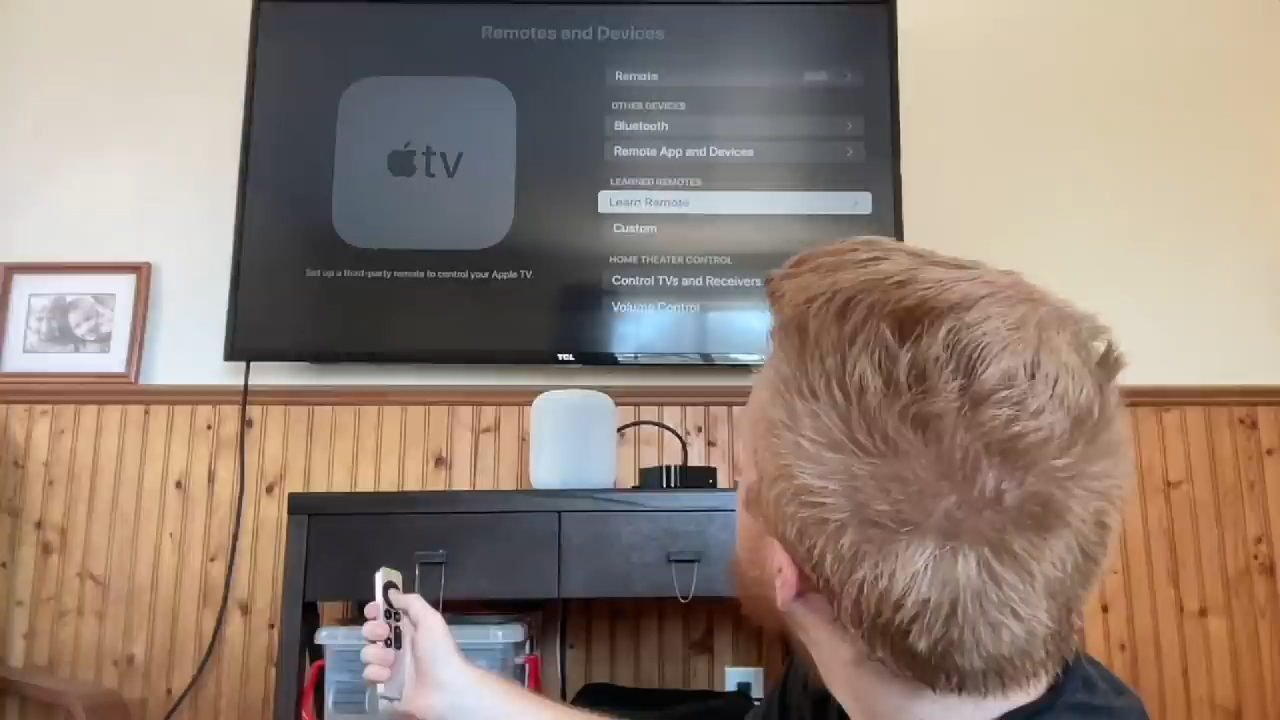 Remotes and Devices
tv
Set up a third-party remote to control your Apple TV.
Remote
OTHER DEVICES
Bluetooth
Remote App and Devices
LEARNED REMOTES
Learn Remote
Custom
HOME THEATER CONTROL
Control TVs and Receivers
Volume Control
TCL